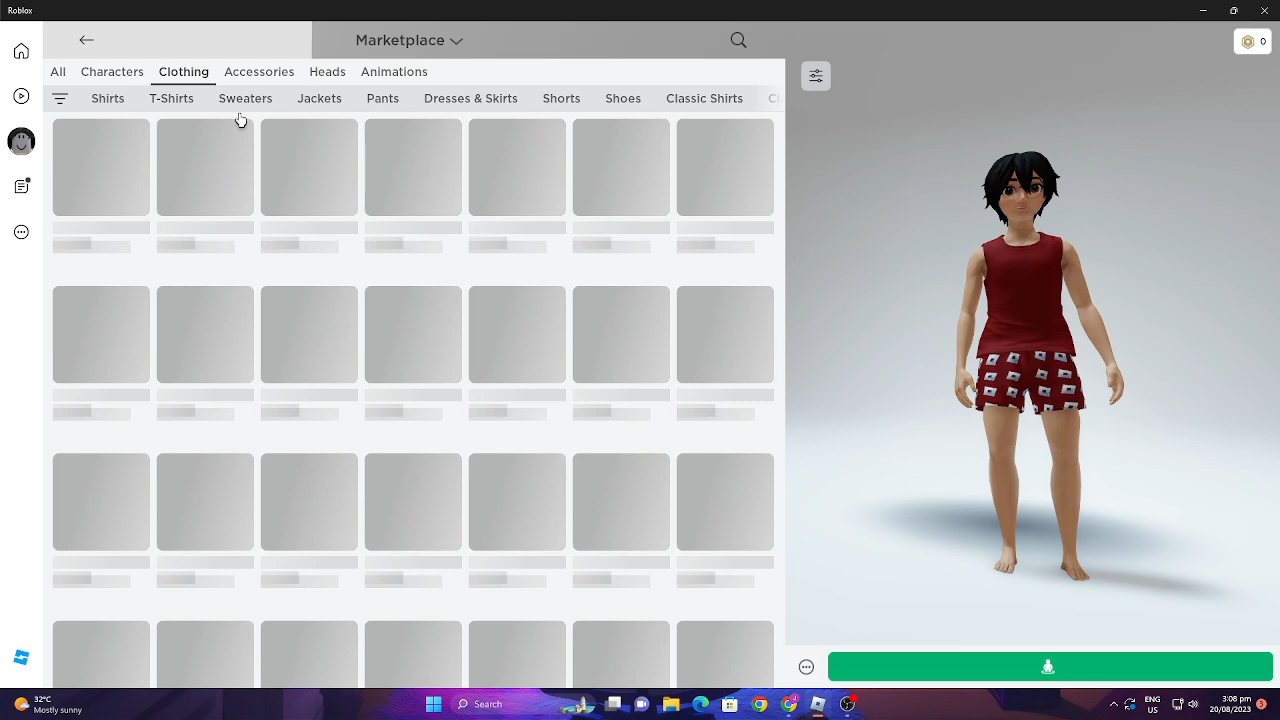 Roblox
Marketplace
0
All Characters Clothing Accessories Heads Animations
Shirts T-Shirts Sweaters Jackets Pants Dresses & Skirts Shorts Shoes Classic Shirts
32°C
Mostly sunny
Search
ENG
US
3:08 pm
20/08/2023
3